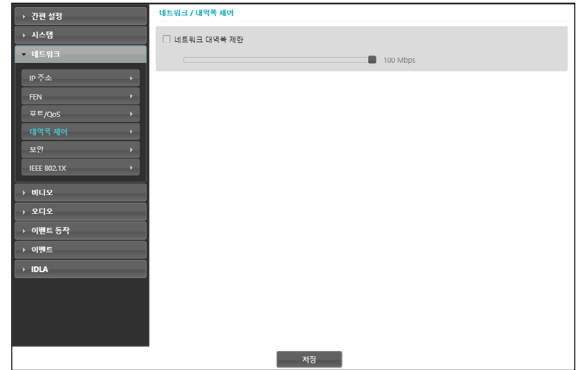 간편 설정
시스템
네트워크
IP 주소
FEN
포트/QoS
대역폭 제어
보안
IEEE 802.1X
비디오
오디오
이벤트 동작
이벤트
IDLA
네트워크 / 대역폭 제어
네트워크 대역폭 제한
100 Mbps
저장